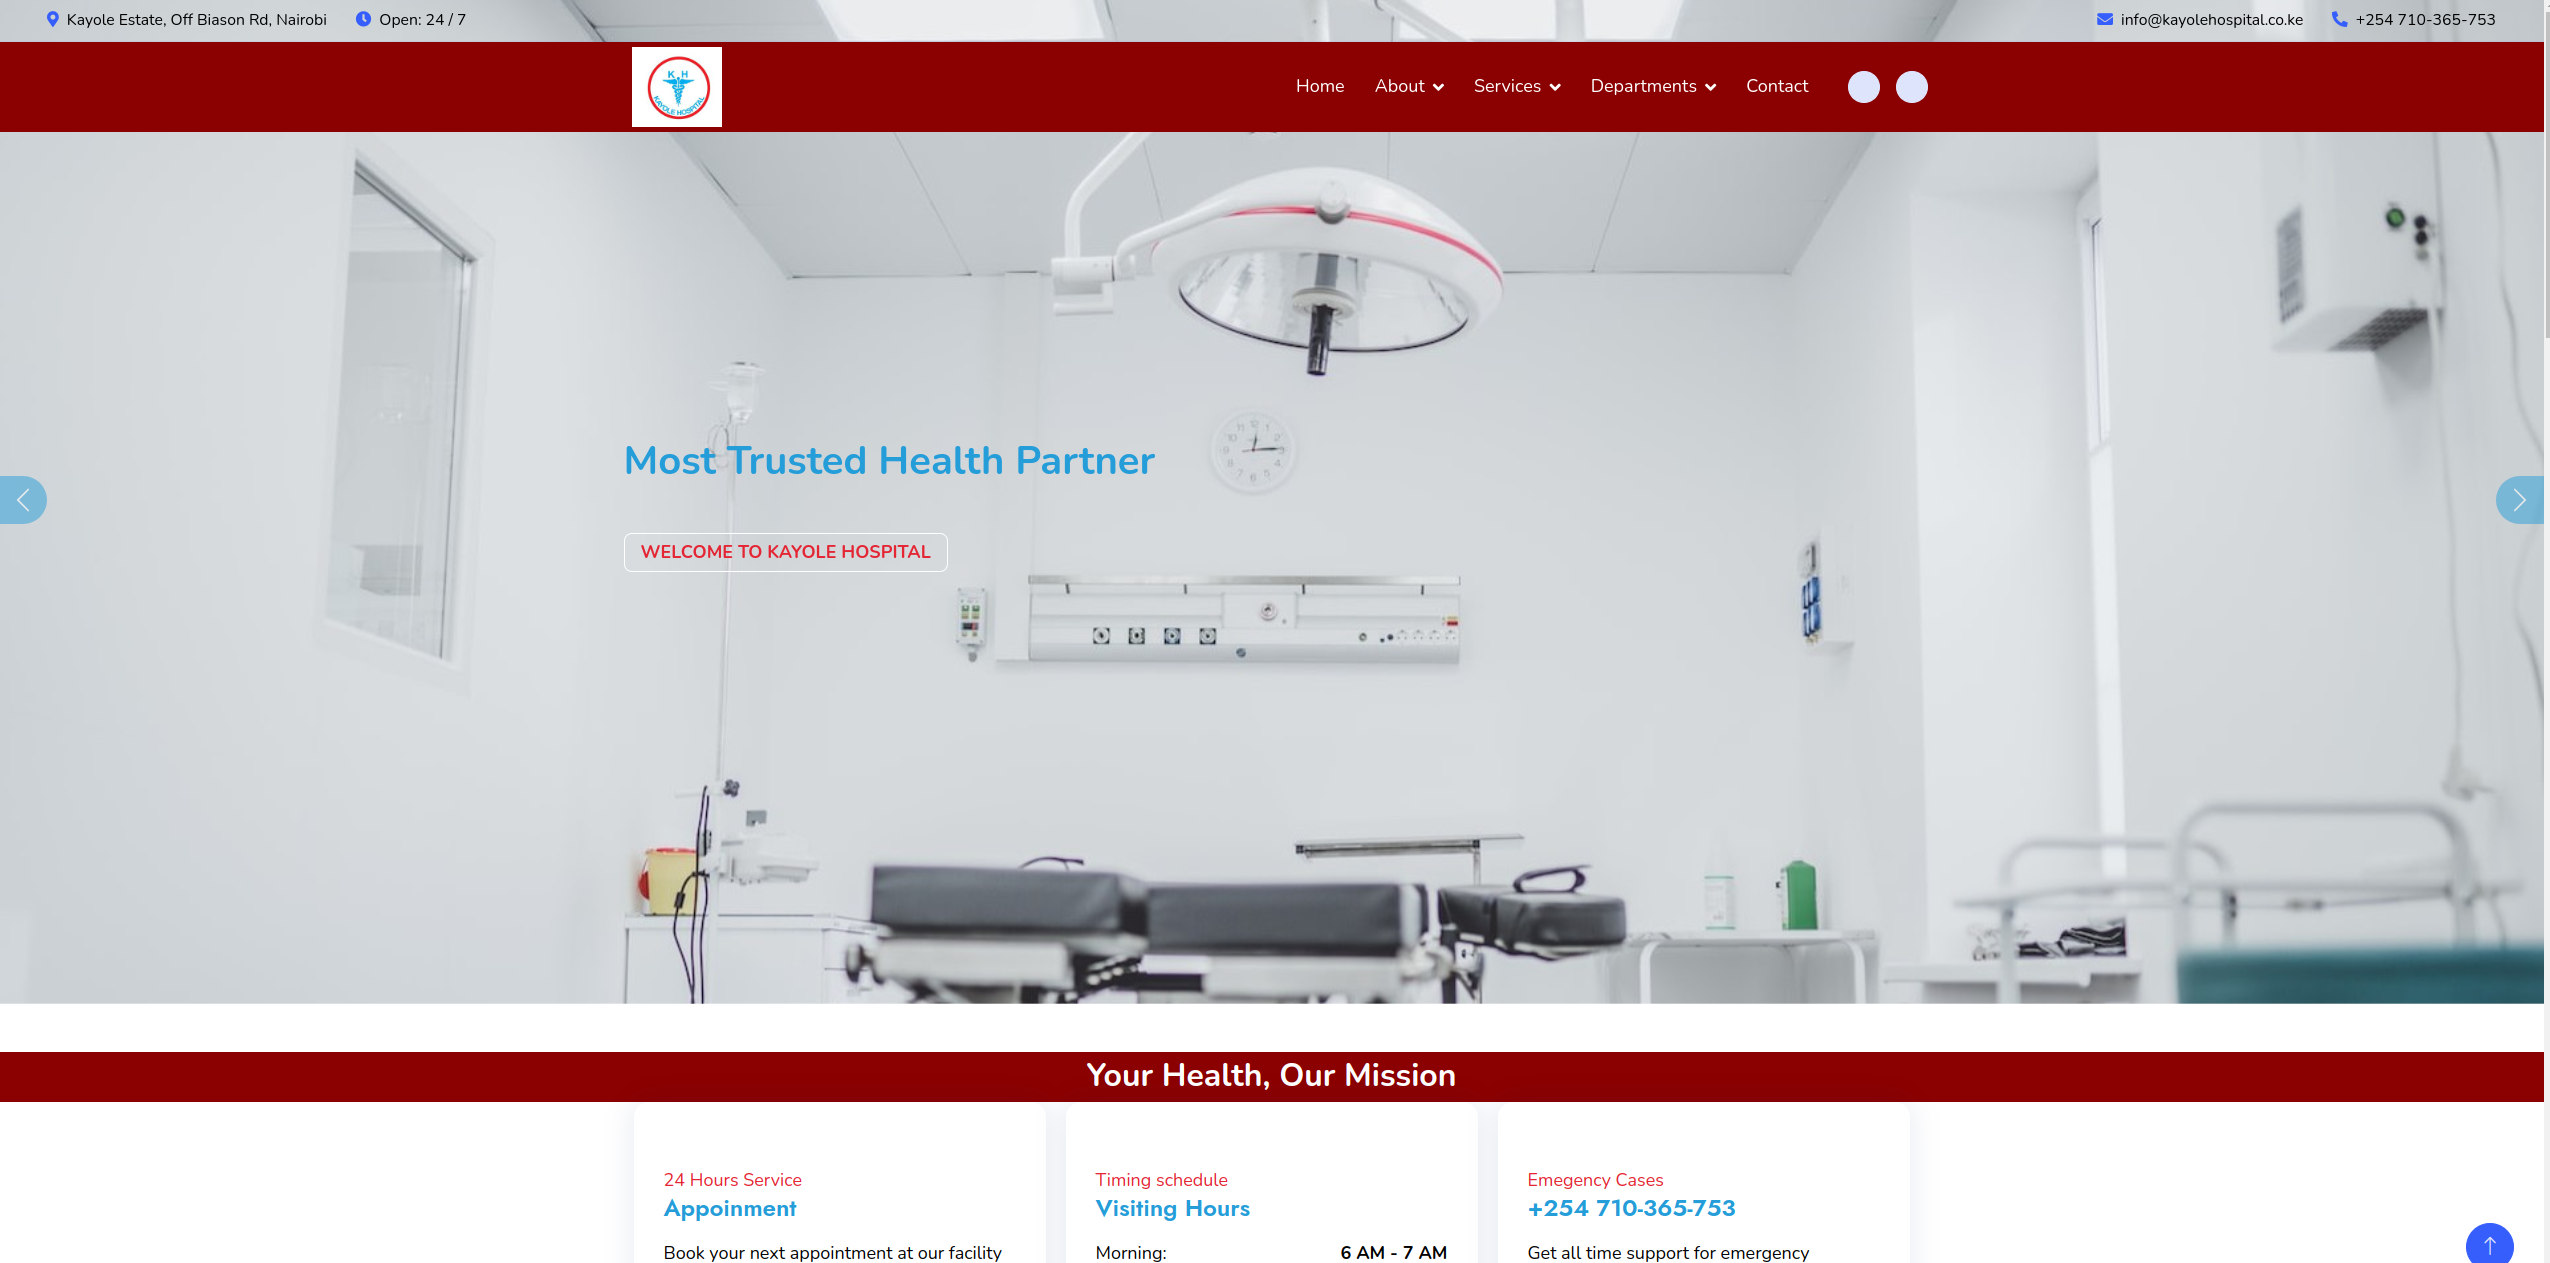 Kayole Estate, Off Biason Rd, Nairobi
Open: 24 / 7
info@kayolehospital.co.ke
+254 710-365-753
K H
KAYOLE HOSPITAL
Home
About
Services
Departments
Contact
Most Trusted Health Partner
WELCOME TO KAYOLE HOSPITAL
Your Health, Our Mission
24 Hours Service
Appoinment
Book your next appointment at our facility
Timing schedule
Visiting Hours
Morning: 6 AM - 7 AM
Emegency Cases
+254 710-365-753
Get all time support for emergency